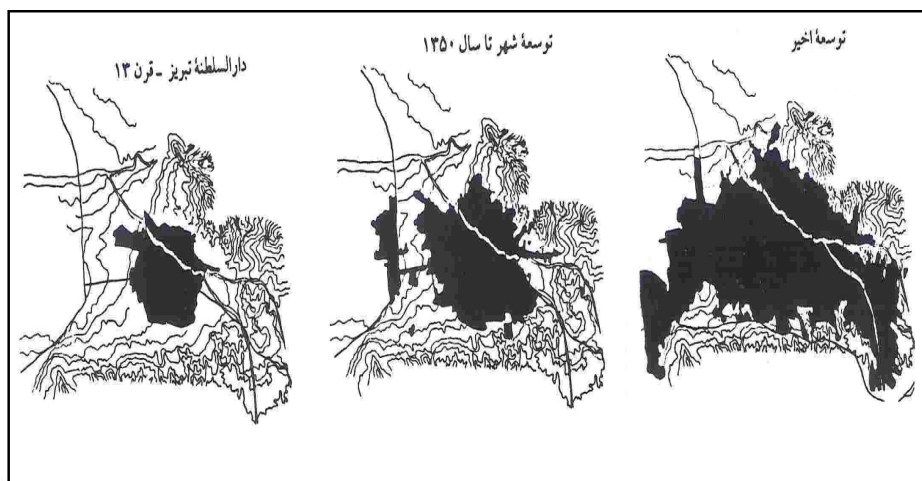 توسعهٔ اخیر
توسعهٔ شهر تا سال ۱۳۵۰
دارالسلطنهٔ تبریز - قرن ۱۳